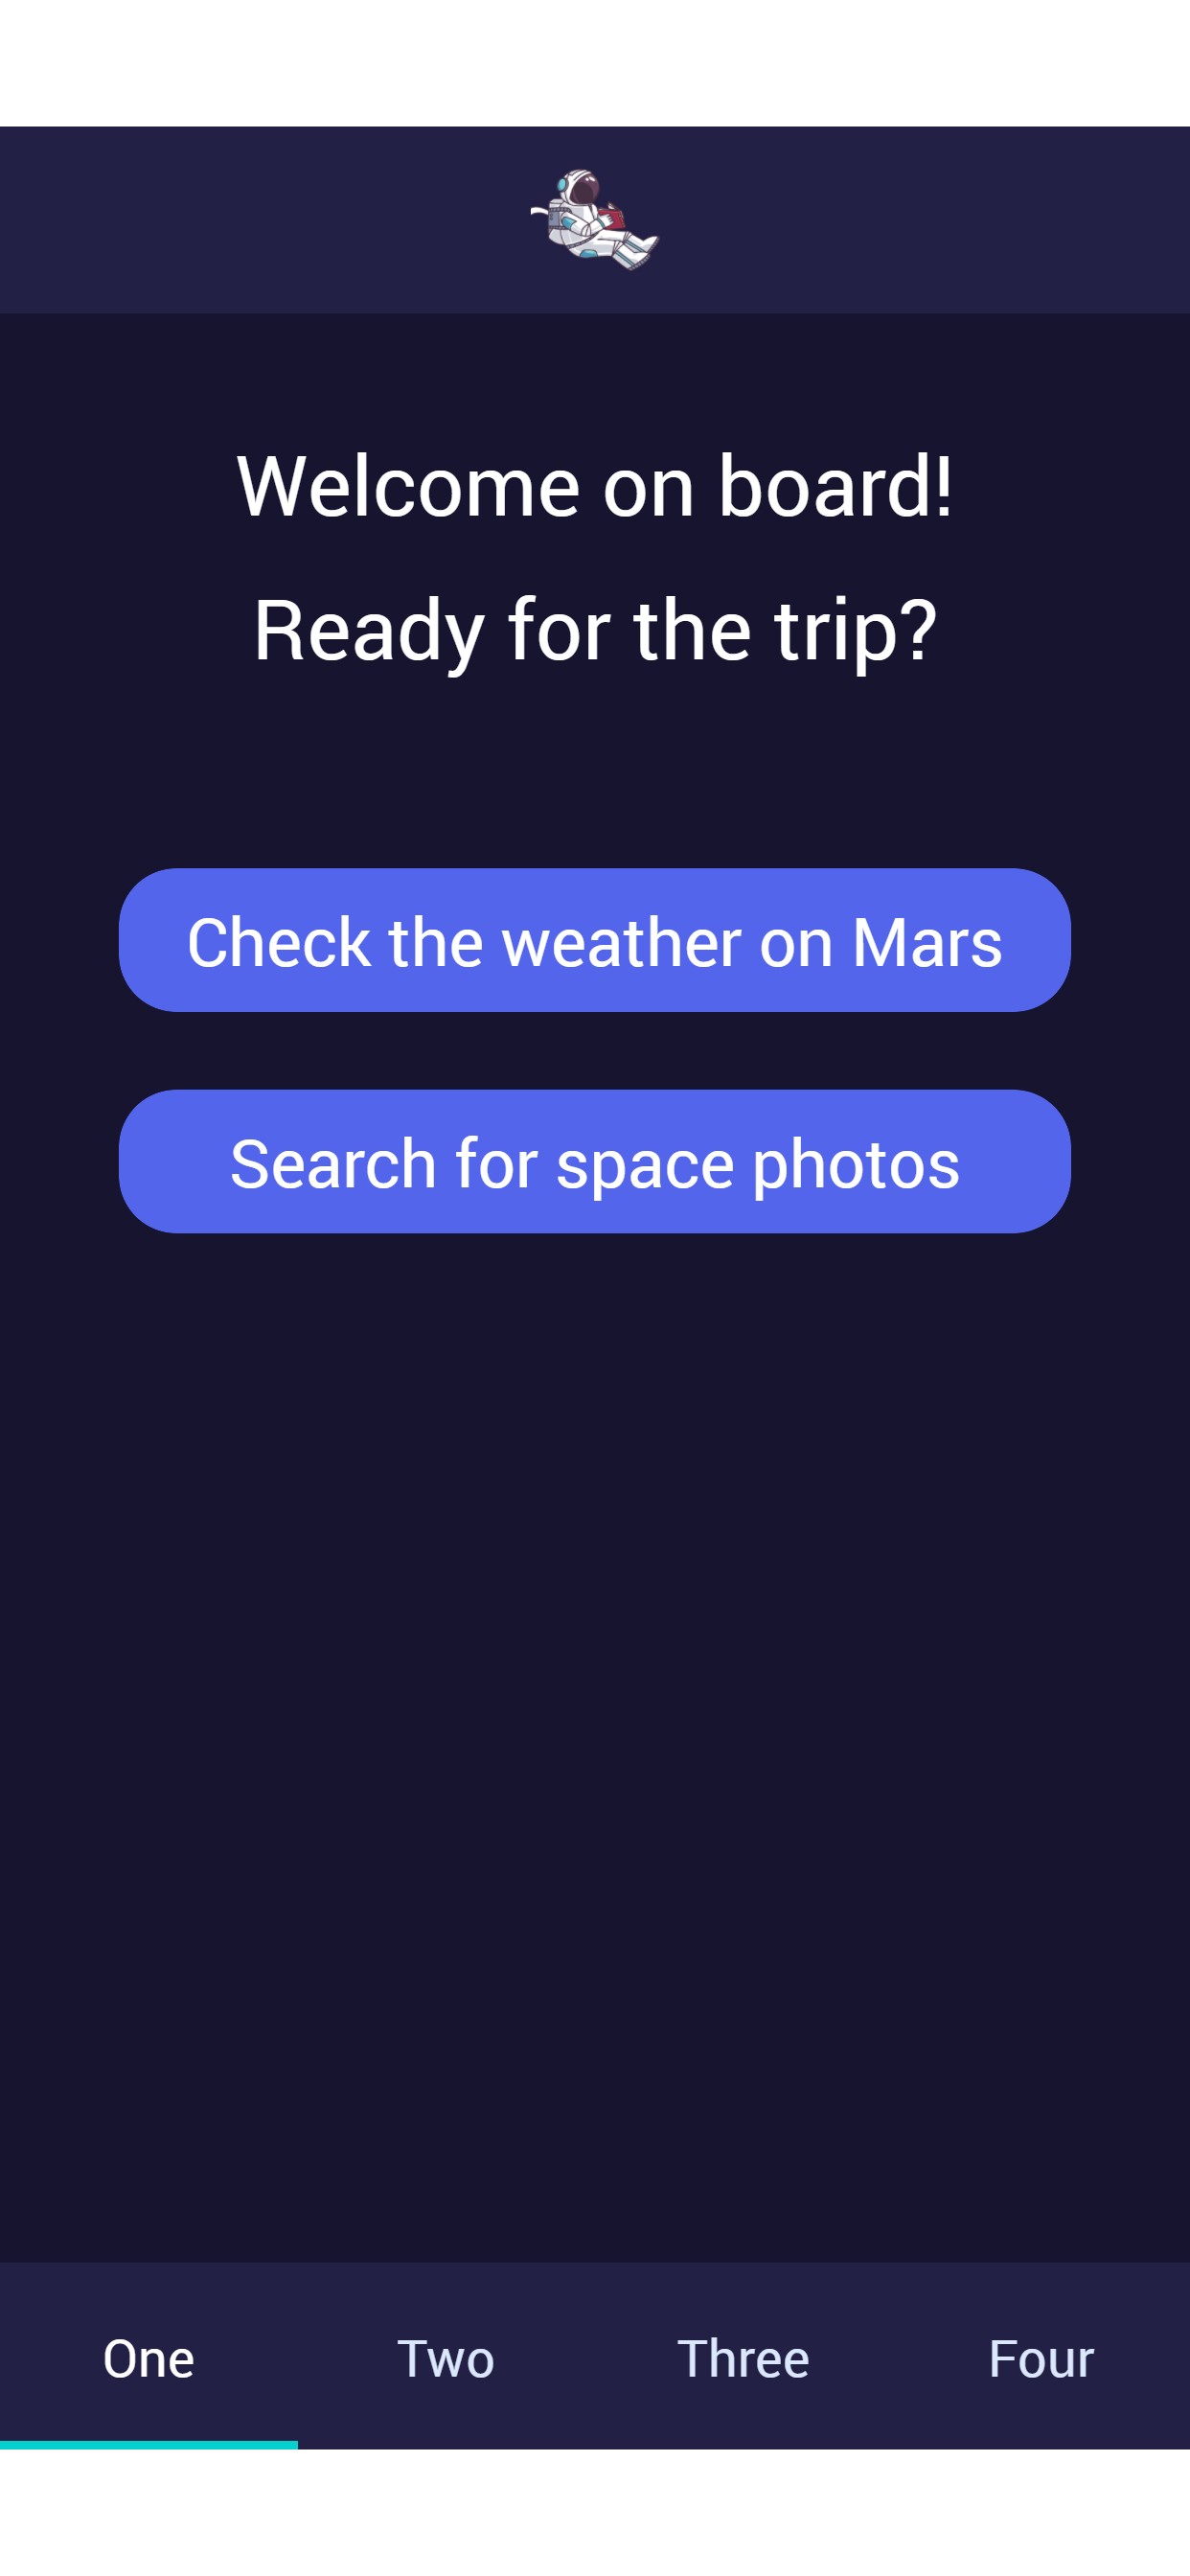 Welcome on board!
Ready for the trip?
Check the weather on Mars
Search for space photos
One
Two
Three
Four